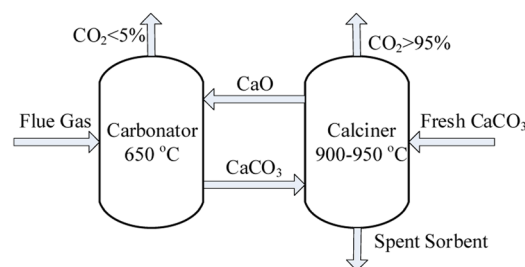 CO₂<5%
CO₂>95%
CaO
Flue Gas
Carbonator
650 °C
Calciner
900-950 °C
Fresh CaCO₃
CaCO₃
Spent Sorbent